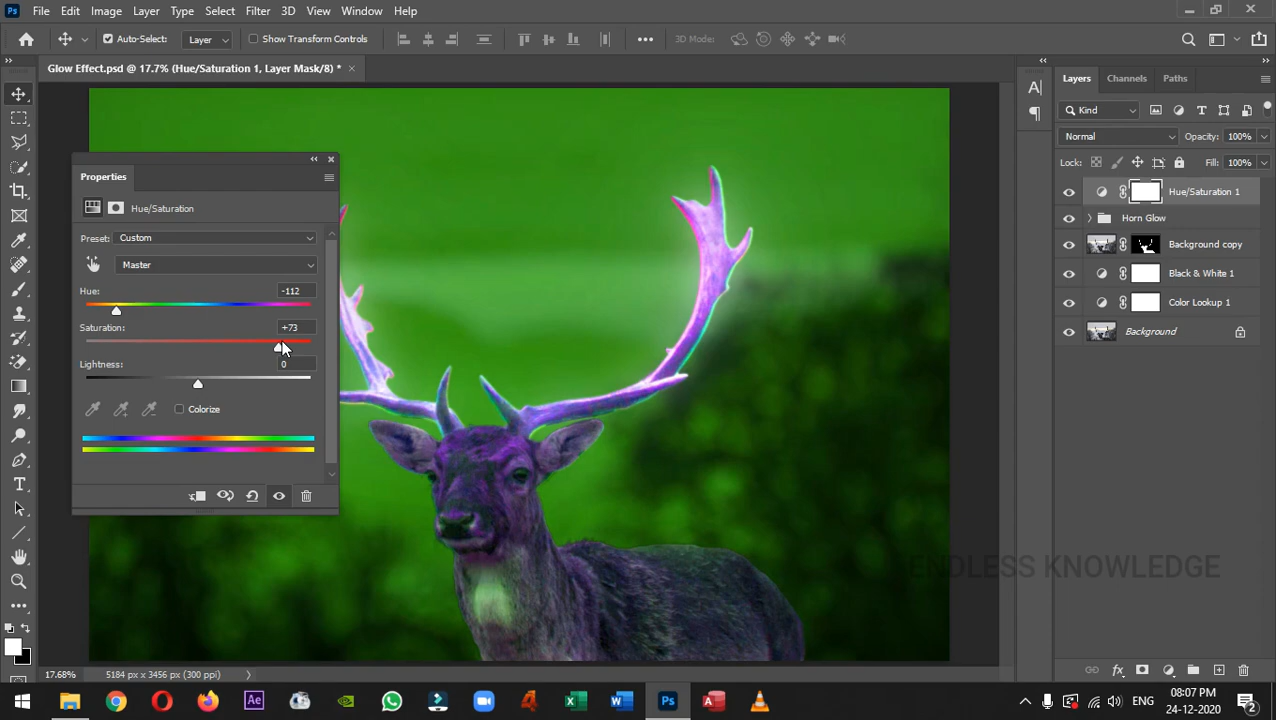 Ps File Edit Image Layer Type Select Filter 3D View Window Help
Auto-Select: Layer Show Transform Controls 3D Mode:
Glow Effect.psd @ 17.7% (Hue/Saturation 1, Layer Mask/8) *
Layers Channels Paths
Kind
Normal Opacity: 100%
Lock: Fill: 100%
Hue/Saturation 1
Horn Glow
Background copy
Black & White 1
Color Lookup 1
Background
Properties
Hue/Saturation
Preset: Custom
Master
Hue: -112
Saturation: +73
Lightness: 0
Colorize
ENDLESS KNOWLEDGE
17.68% 5184 px x 3456 px (300 ppi)
Ae Ps
ENG 08:07 PM
24-12-2020 2